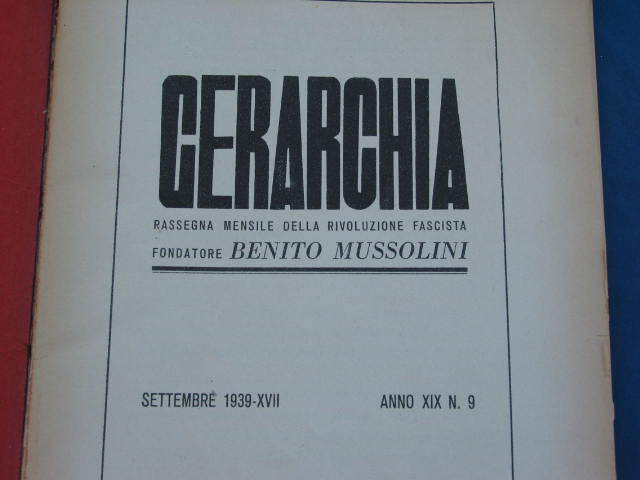 GERARCHIA
RASSEGNA MENSILE DELLA RIVOLUZIONE FASCISTA
FONDATORE BENITO MUSSOLINI
SETTEMBRE 1939-XVII ANNO XIX N. 9